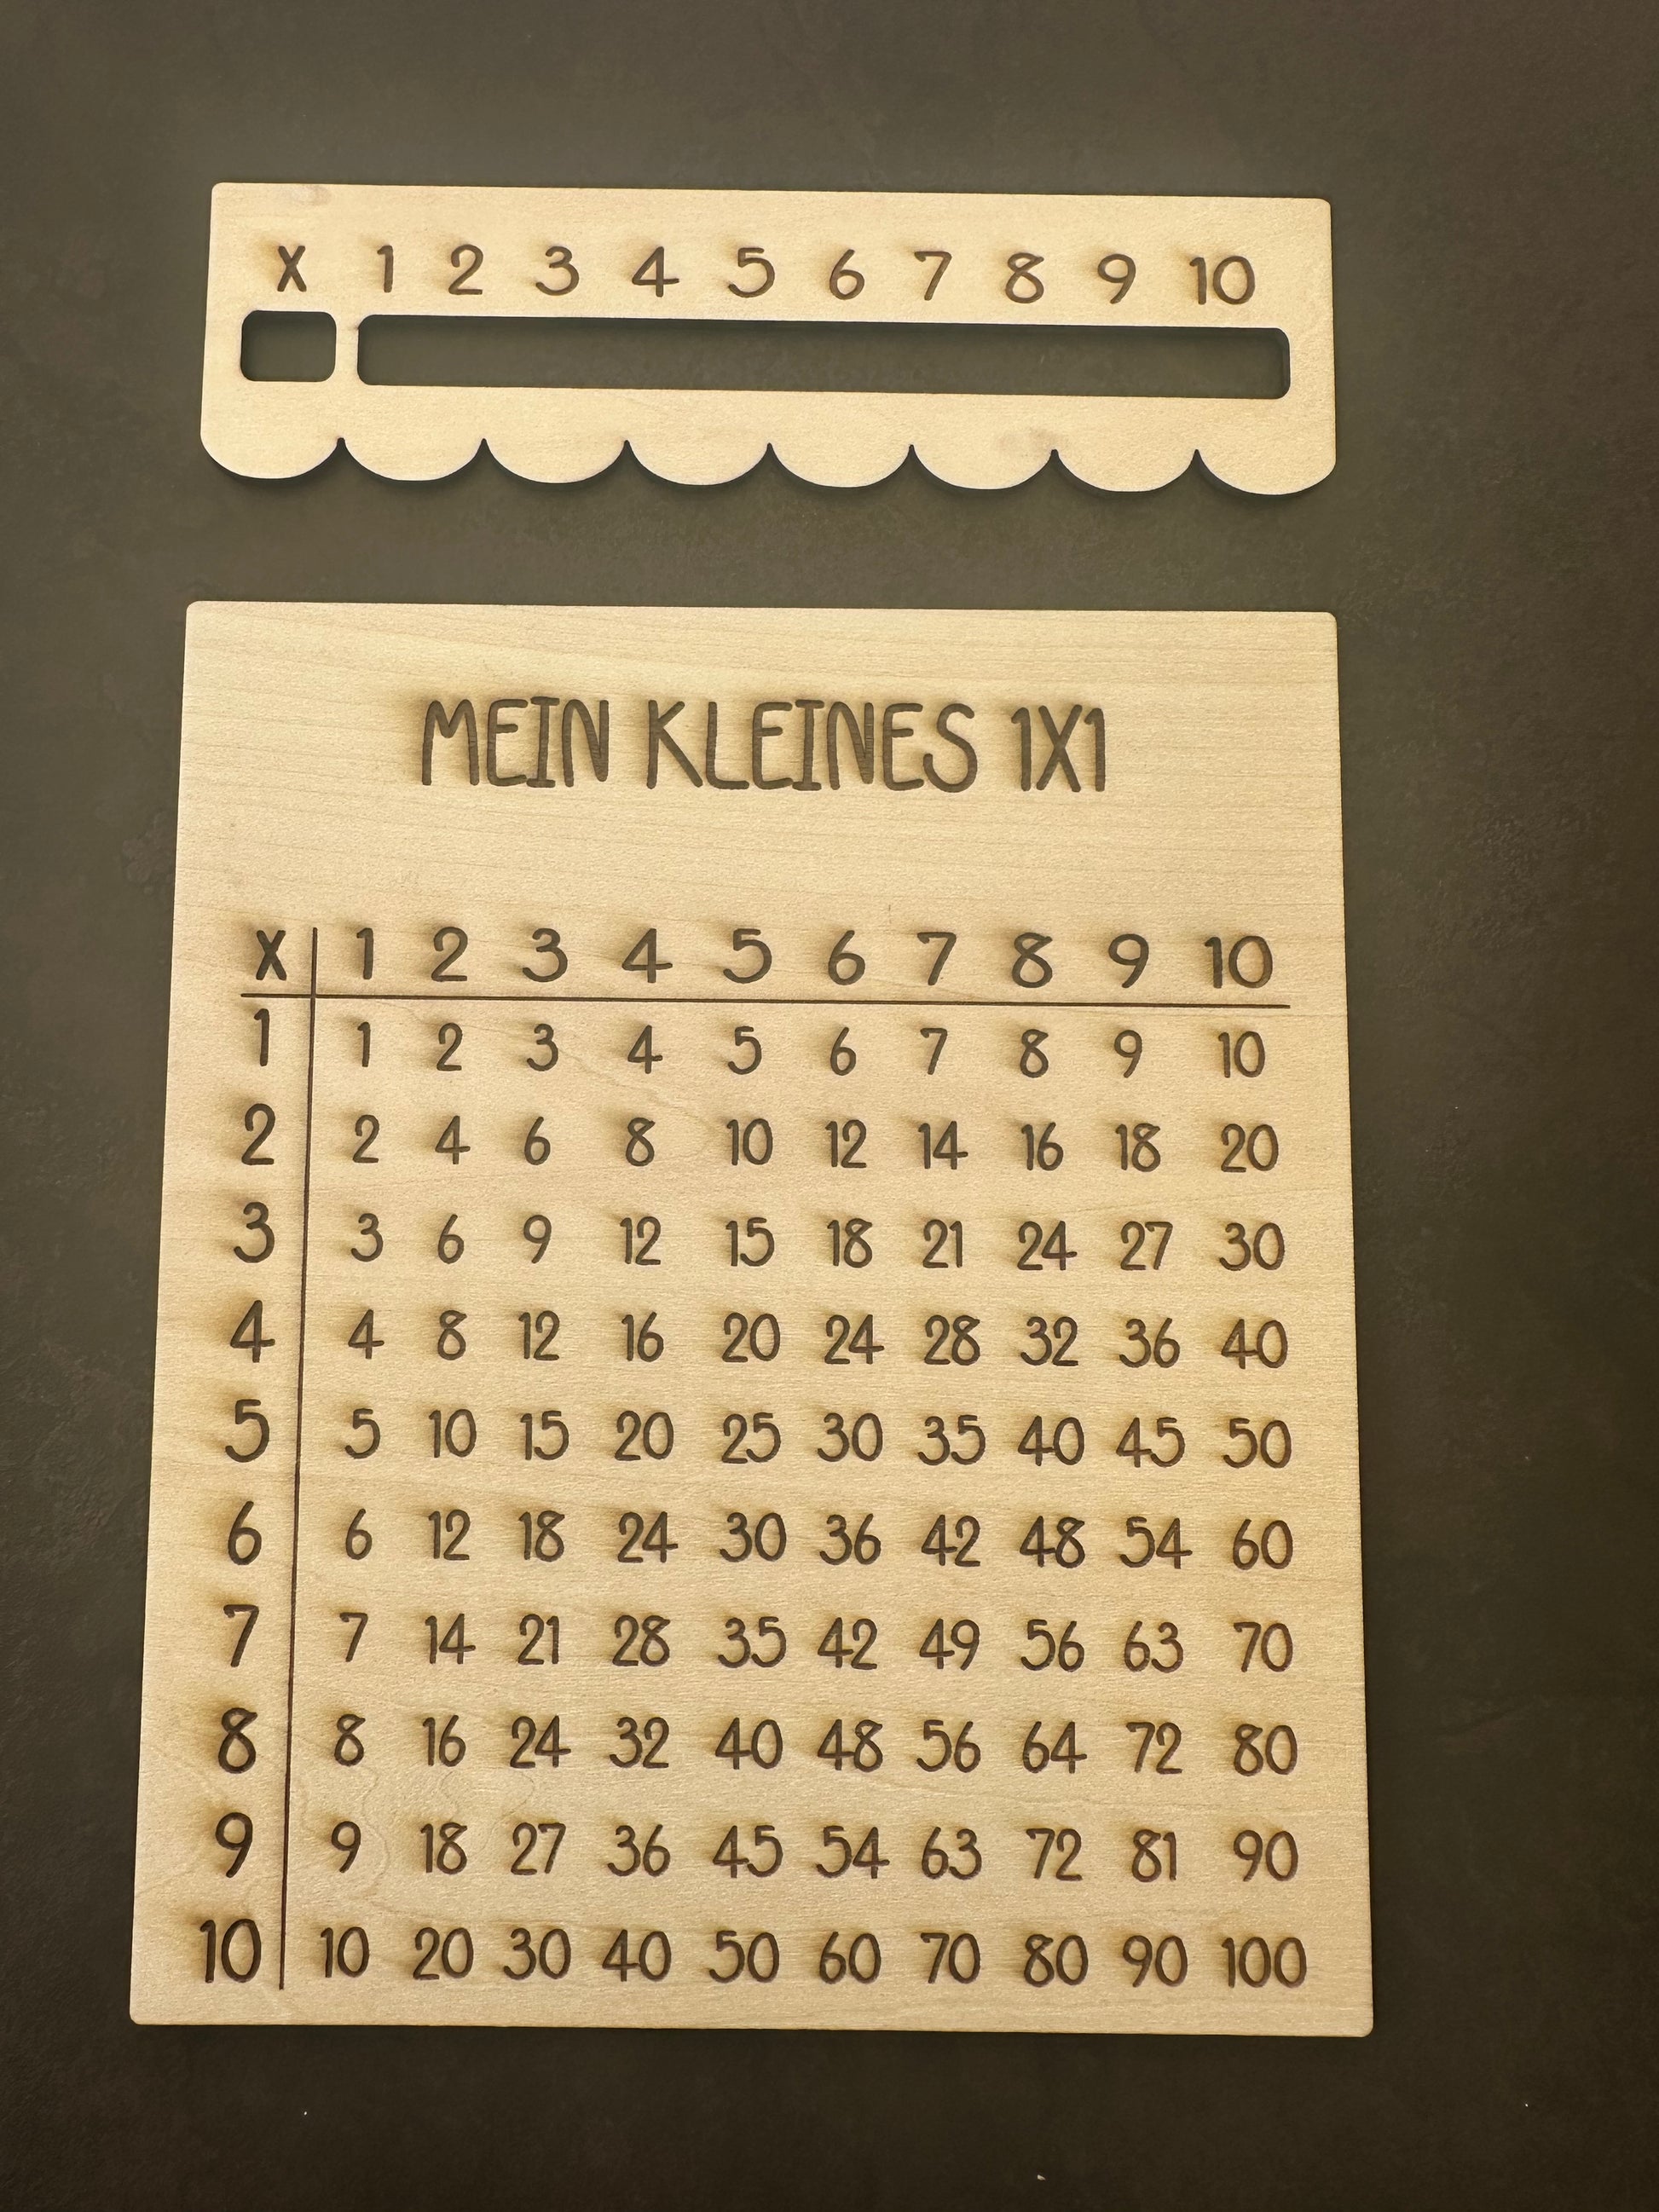 X 1 2 3 4 5 6 7 8 9 10
MEIN KLEINES 1X1
X 1 2 3 4 5 6 7 8 9 10
1 1 2 3 4 5 6 7 8 9 10
2 2 4 6 8 10 12 14 16 18 20
3 3 6 9 12 15 18 21 24 27 30
4 4 8 12 16 20 24 28 32 36 40
5 5 10 15 20 25 30 35 40 45 50
6 6 12 18 24 30 36 42 48 54 60
7 7 14 21 28 35 42 49 56 63 70
8 8 16 24 32 40 48 56 64 72 80
9 9 18 27 36 45 54 63 72 81 90
10 10 20 30 40 50 60 70 80 90 100